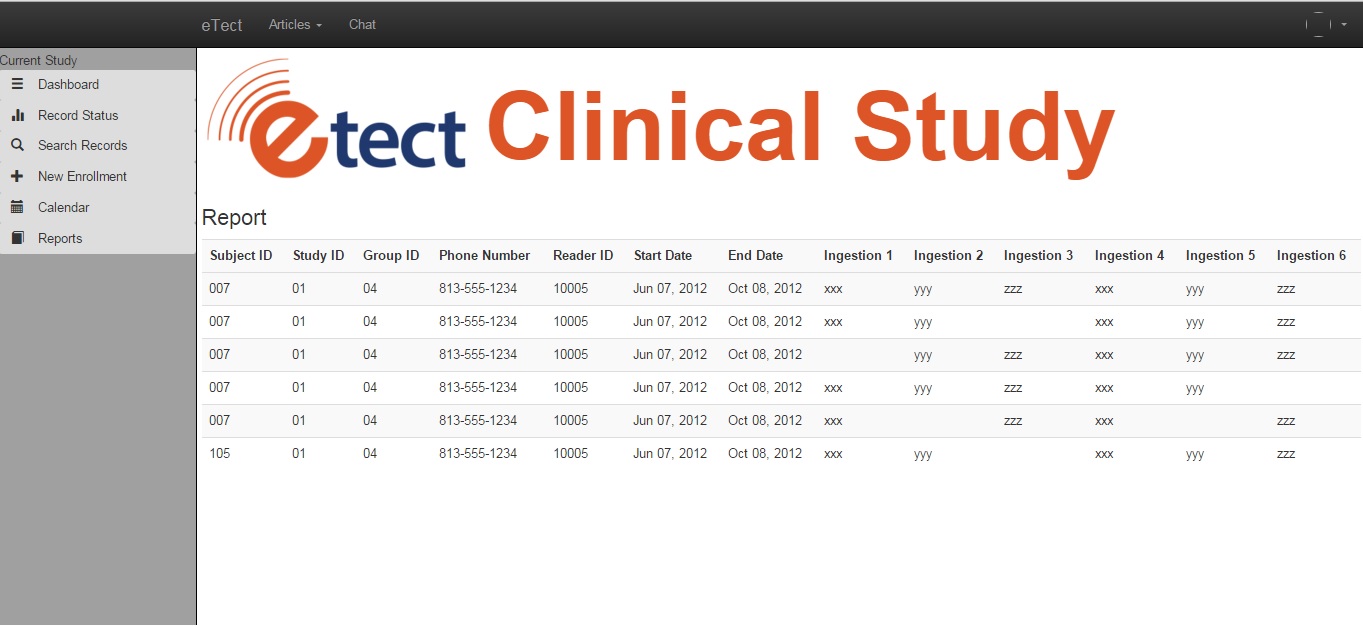 eTect Articles Chat
Current Study
Dashboard
Record Status
Search Records
New Enrollment
Calendar
Reports
etect Clinical Study
Report
Subject ID Study ID Group ID Phone Number Reader ID Start Date End Date Ingestion 1 Ingestion 2 Ingestion 3 Ingestion 4 Ingestion 5 Ingestion 6
007 01 04 813-555-1234 10005 Jun 07, 2012 Oct 08, 2012 xxx yyy zzz xxx yyy zzz
007 01 04 813-555-1234 10005 Jun 07, 2012 Oct 08, 2012 xxx yyy xxx yyy zzz
007 01 04 813-555-1234 10005 Jun 07, 2012 Oct 08, 2012 yyy zzz xxx yyy zzz
007 01 04 813-555-1234 10005 Jun 07, 2012 Oct 08, 2012 xxx yyy zzz xxx yyy
007 01 04 813-555-1234 10005 Jun 07, 2012 Oct 08, 2012 xxx zzz xxx zzz
105 01 04 813-555-1234 10005 Jun 07, 2012 Oct 08, 2012 xxx yyy xxx yyy zzz